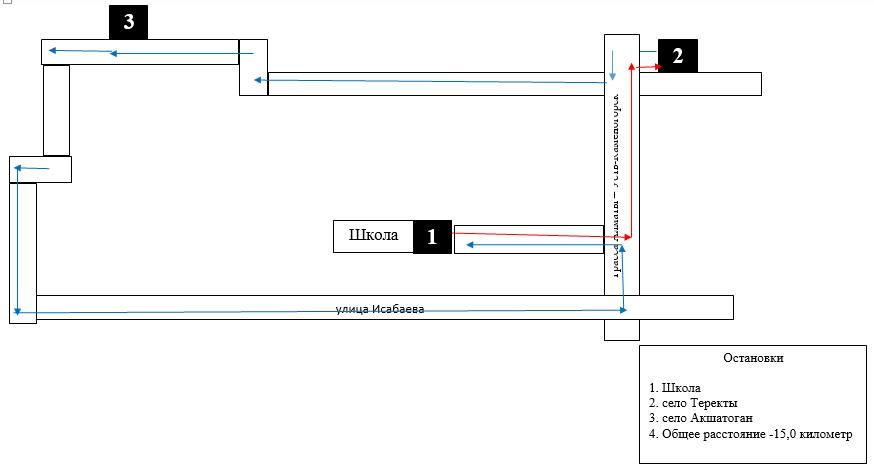 3
2
Школа 1
улица Исабаева
Остановки
1. Школа
2. село Теректы
3. село Акшатоган
4. Общее расстояние -15,0 километр